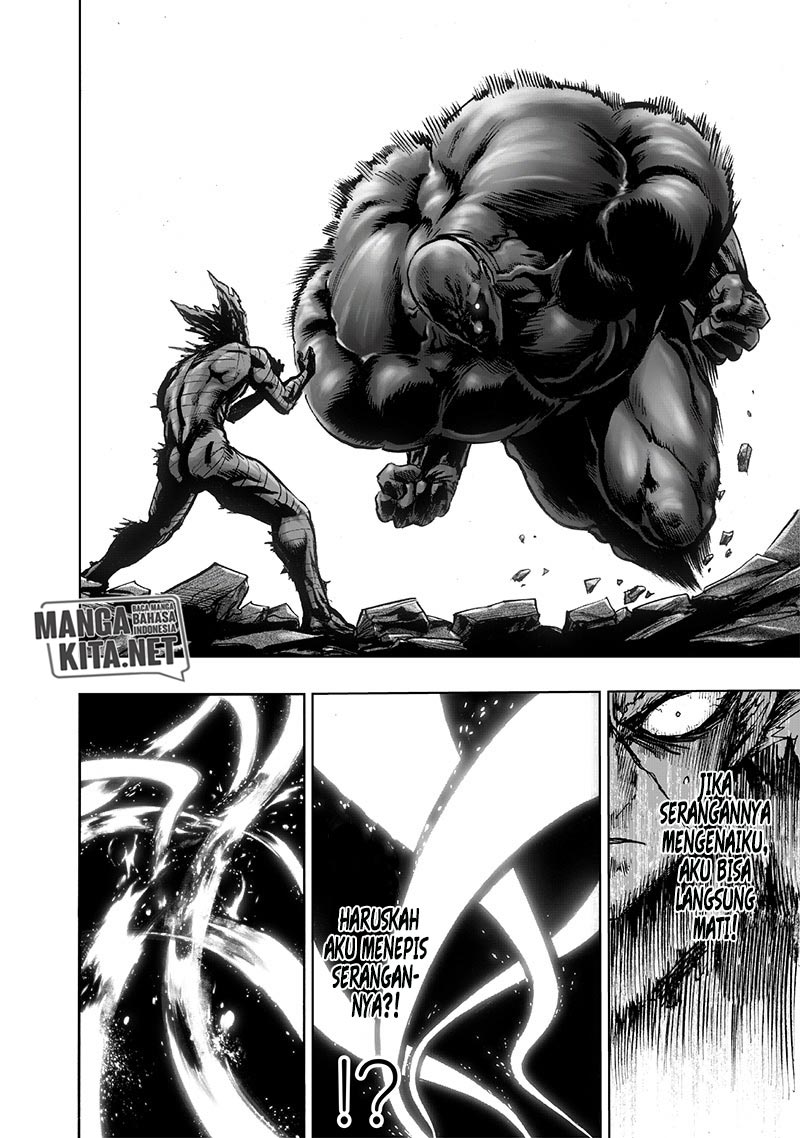 MANGA
KITA.NET
BACA MANGA
BAHASA
INDONESIA
JIKA
SERANGANNYA
MENGENAIKU,
AKU BISA
LANGSUNG
MATI!
HARUSKAH
AKU MENEPIS
SERANGAN-
NYA?!
!?